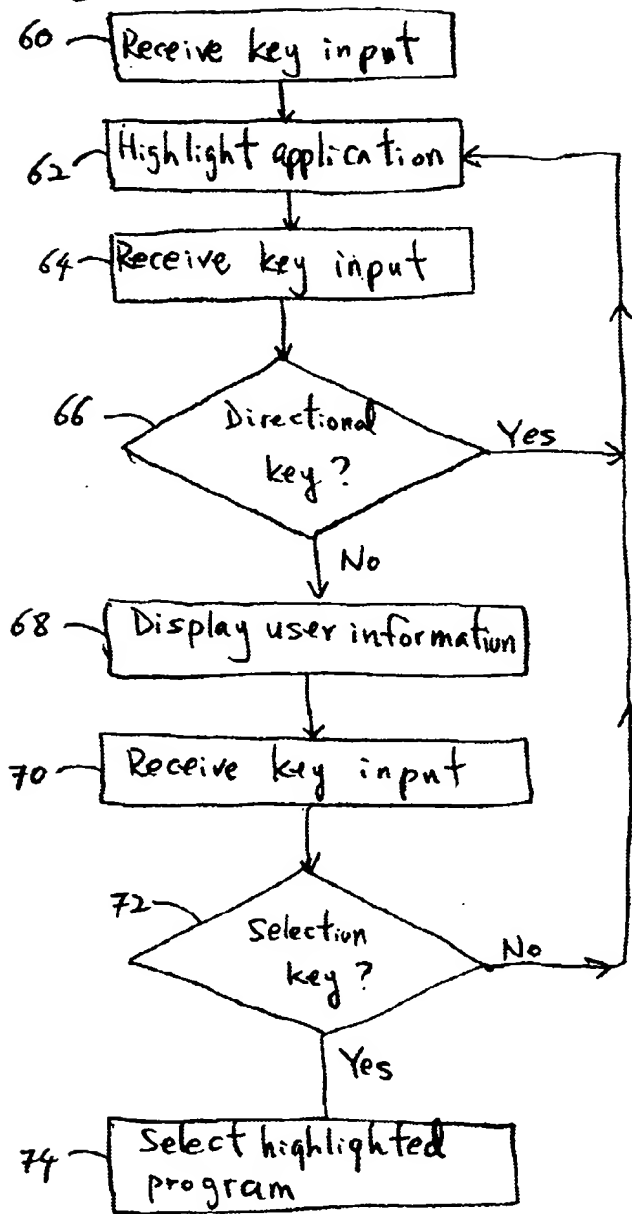 60 Receive key input
62 Highlight application
64 Receive key input
66 Directional
key?
Yes
No
68 Display user information
70 Receive key input
72 Selection
key?
No
Yes
74 Select highlighted
program